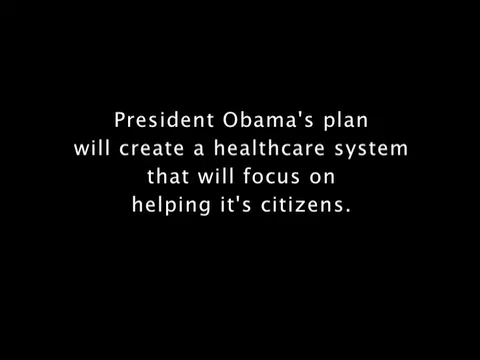 President Obama's plan
will create a healthcare system
that will focus on
helping it's citizens.